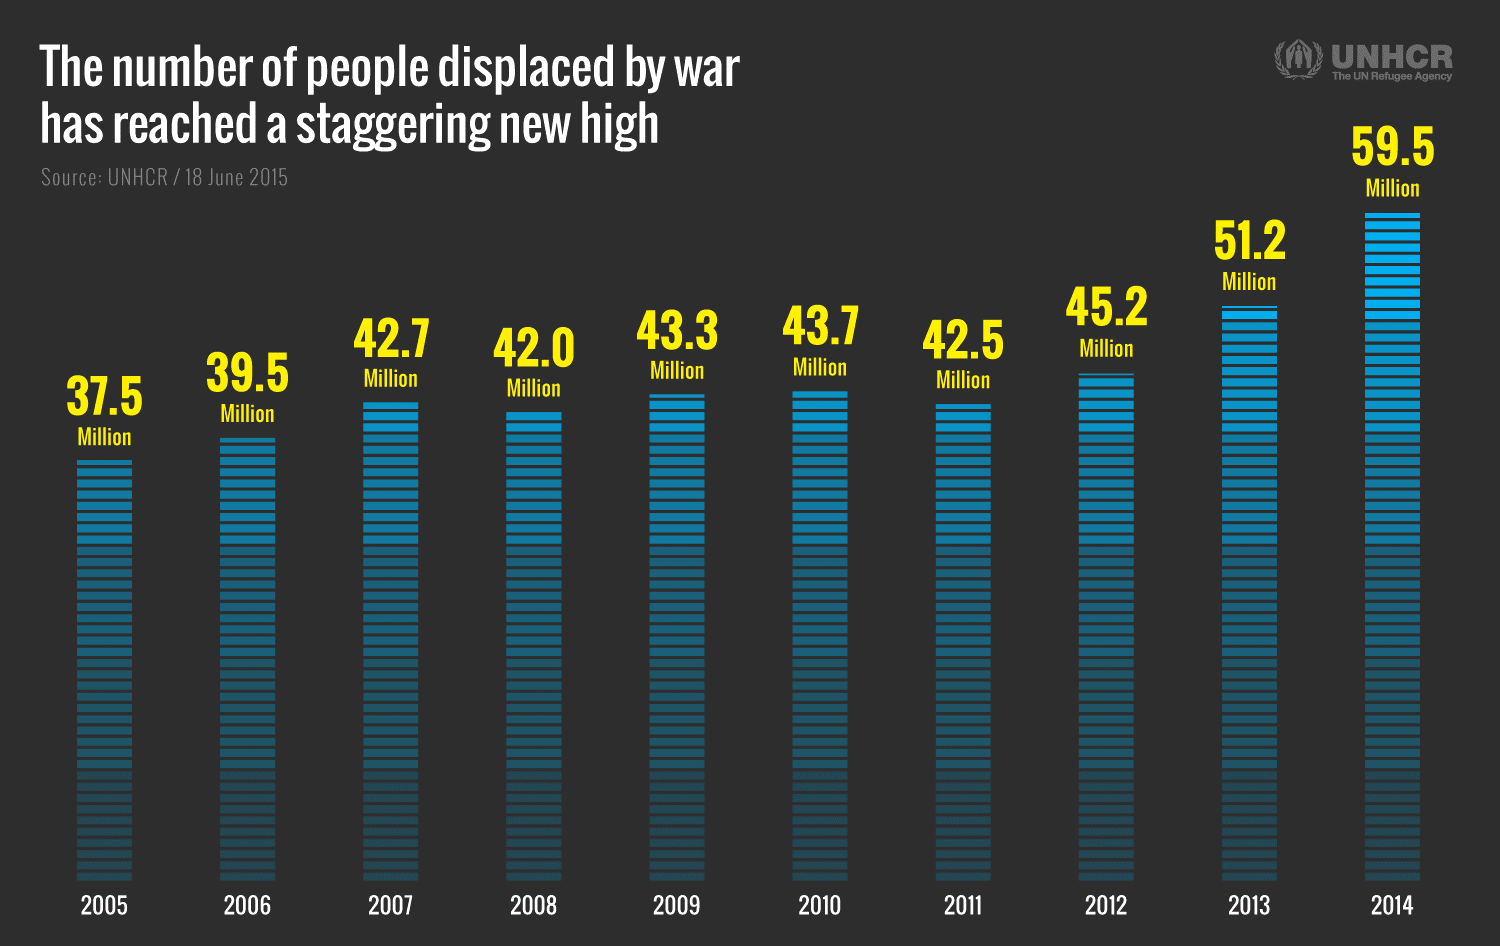 The number of people displaced by war
has reached a staggering new high
Source: UNHCR / 18 June 2015
UNHCR
The UN Refugee Agency
37.5
Million
39.5
Million
42.7
Million
42.0
Million
43.3
Million
43.7
Million
42.5
Million
45.2
Million
51.2
Million
59.5
Million
2005
2006
2007
2008
2009
2010
2011
2012
2013
2014